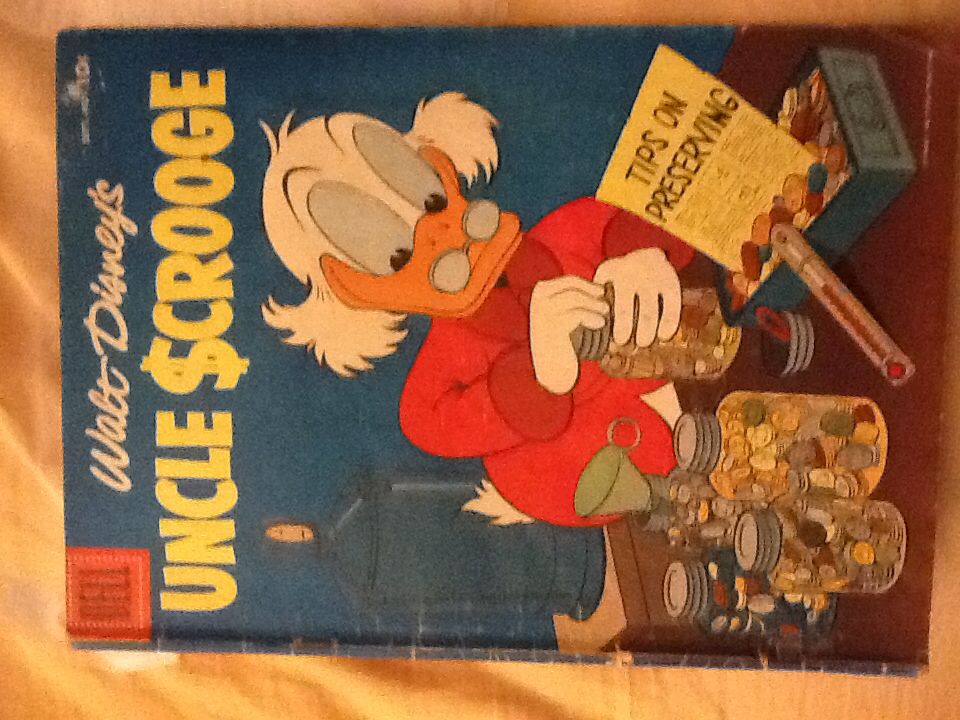 DELL
Walt Disney's
UNCLE $CROOGE
TIPS ON
PRESERVING